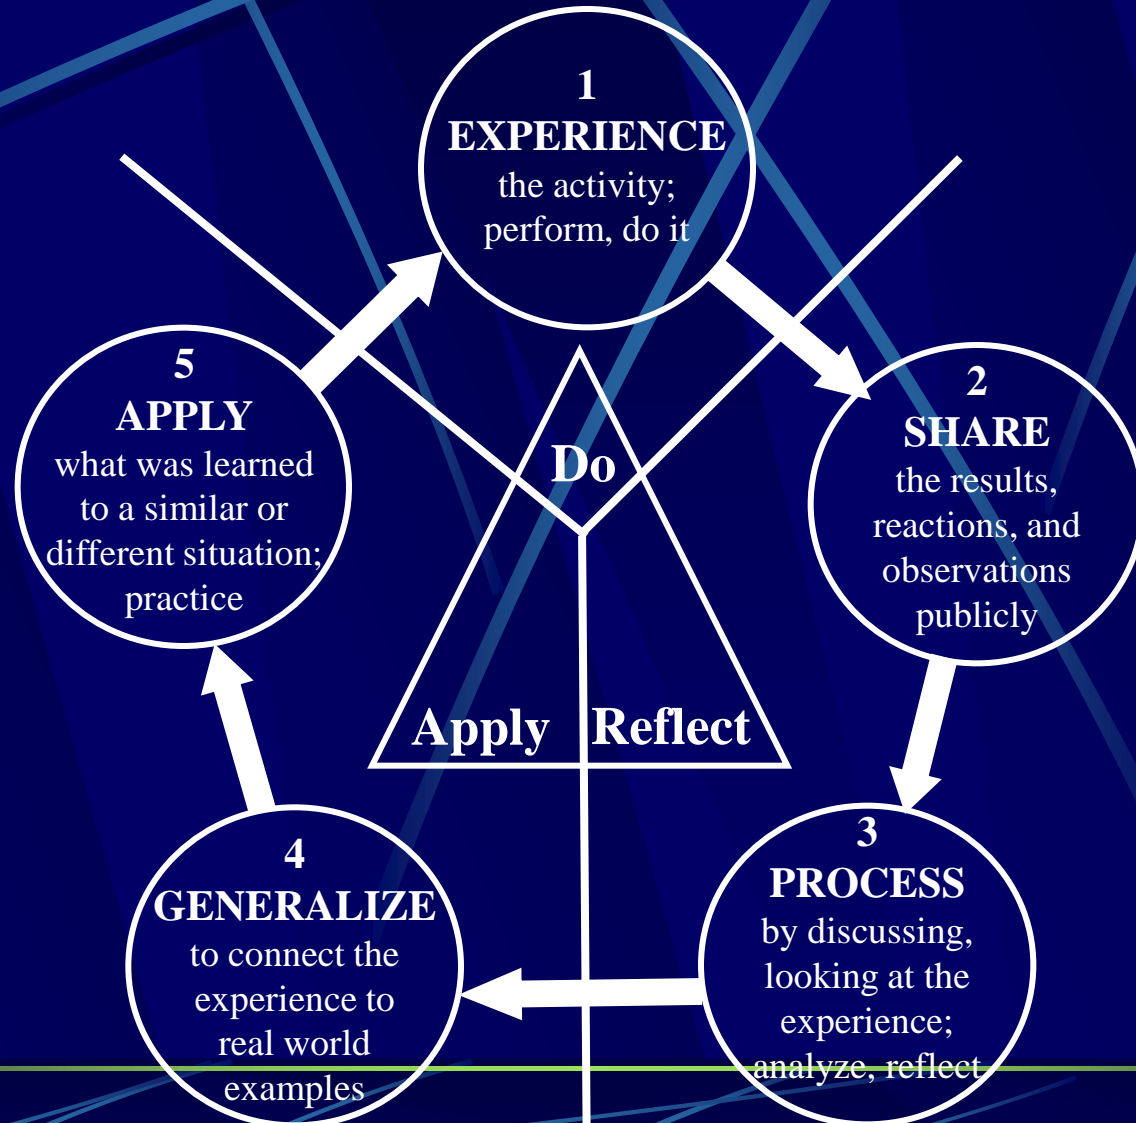 1
EXPERIENCE
the activity;
perform, do it
2
SHARE
the results,
reactions, and
observations
publicly
3
PROCESS
by discussing,
looking at the
experience;
analyze, reflect
4
GENERALIZE
to connect the
experience to
real world
examples
5
APPLY
what was learned
to a similar or
different situation;
practice
Do
Apply
Reflect